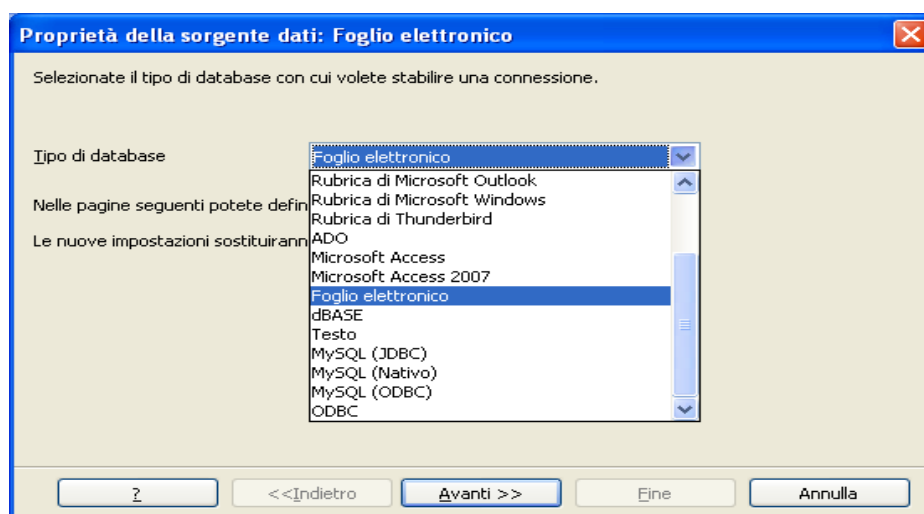 Proprietà della sorgente dati: Foglio elettronico
Selezionate il tipo di database con cui volete stabilire una connessione.
Tipo di database
Foglio elettronico
Rubrica di Microsoft Outlook
Rubrica di Microsoft Windows
Nelle pagine seguenti potete defin
Rubrica di Thunderbird
Le nuove impostazioni sostituirann
ADO
Microsoft Access
Microsoft Access 2007
Foglio elettronico
dBASE
Testo
MySQL (JDBC)
MySQL (Nativo)
MySQL (ODBC)
ODBC
? <<Indietro Avanti >> Fine Annulla